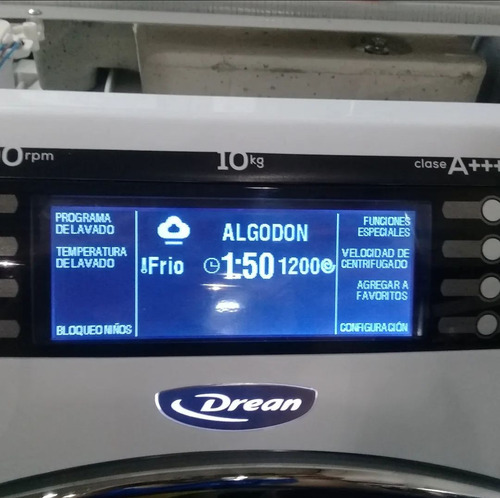 0rpm
10kg
clase A+++
PROGRAMA
DE LAVADO
TEMPERATURA
DE LAVADO
BLOQUEO NIÑOS
ALGODON
Frio 1:50 1200
FUNCIONES
ESPECIALES
VELOCIDAD DE
CENTRIFUGADO
AGREGAR A
FAVORITOS
CONFIGURACIÓN
Drean